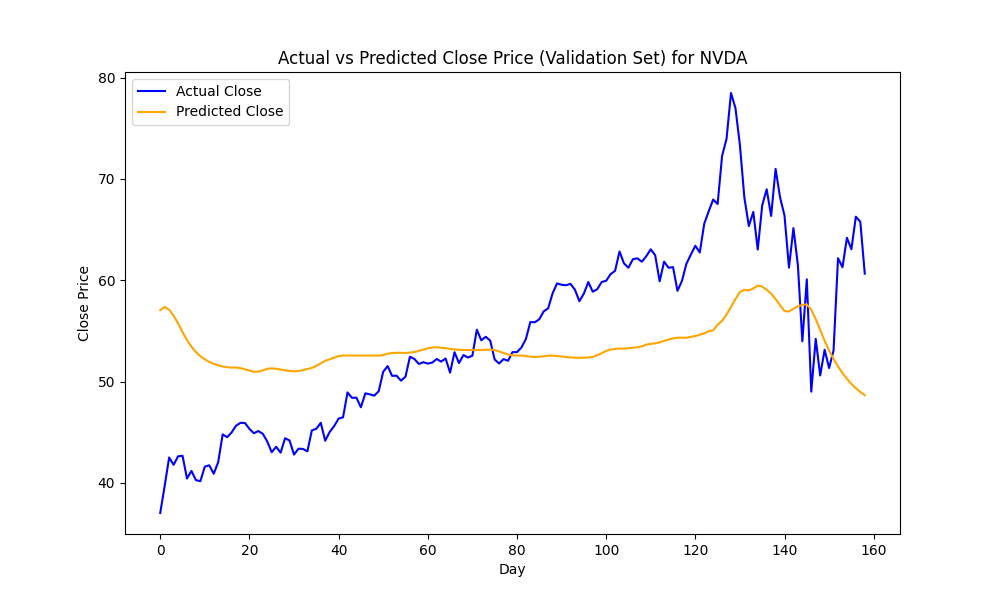 Actual vs Predicted Close Price (Validation Set) for NVDA
Actual Close
Predicted Close
Close Price
80
70
60
50
40
0 20 40 60 80 100 120 140 160
Day